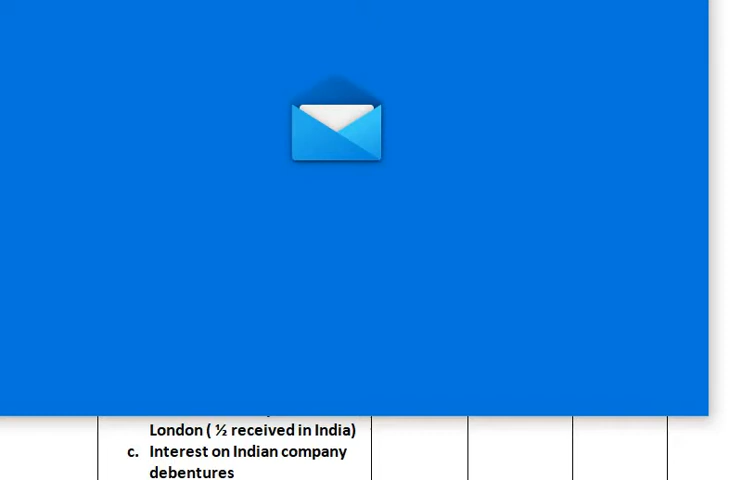 London ( ½ received in India)
c. Interest on Indian company
debentures